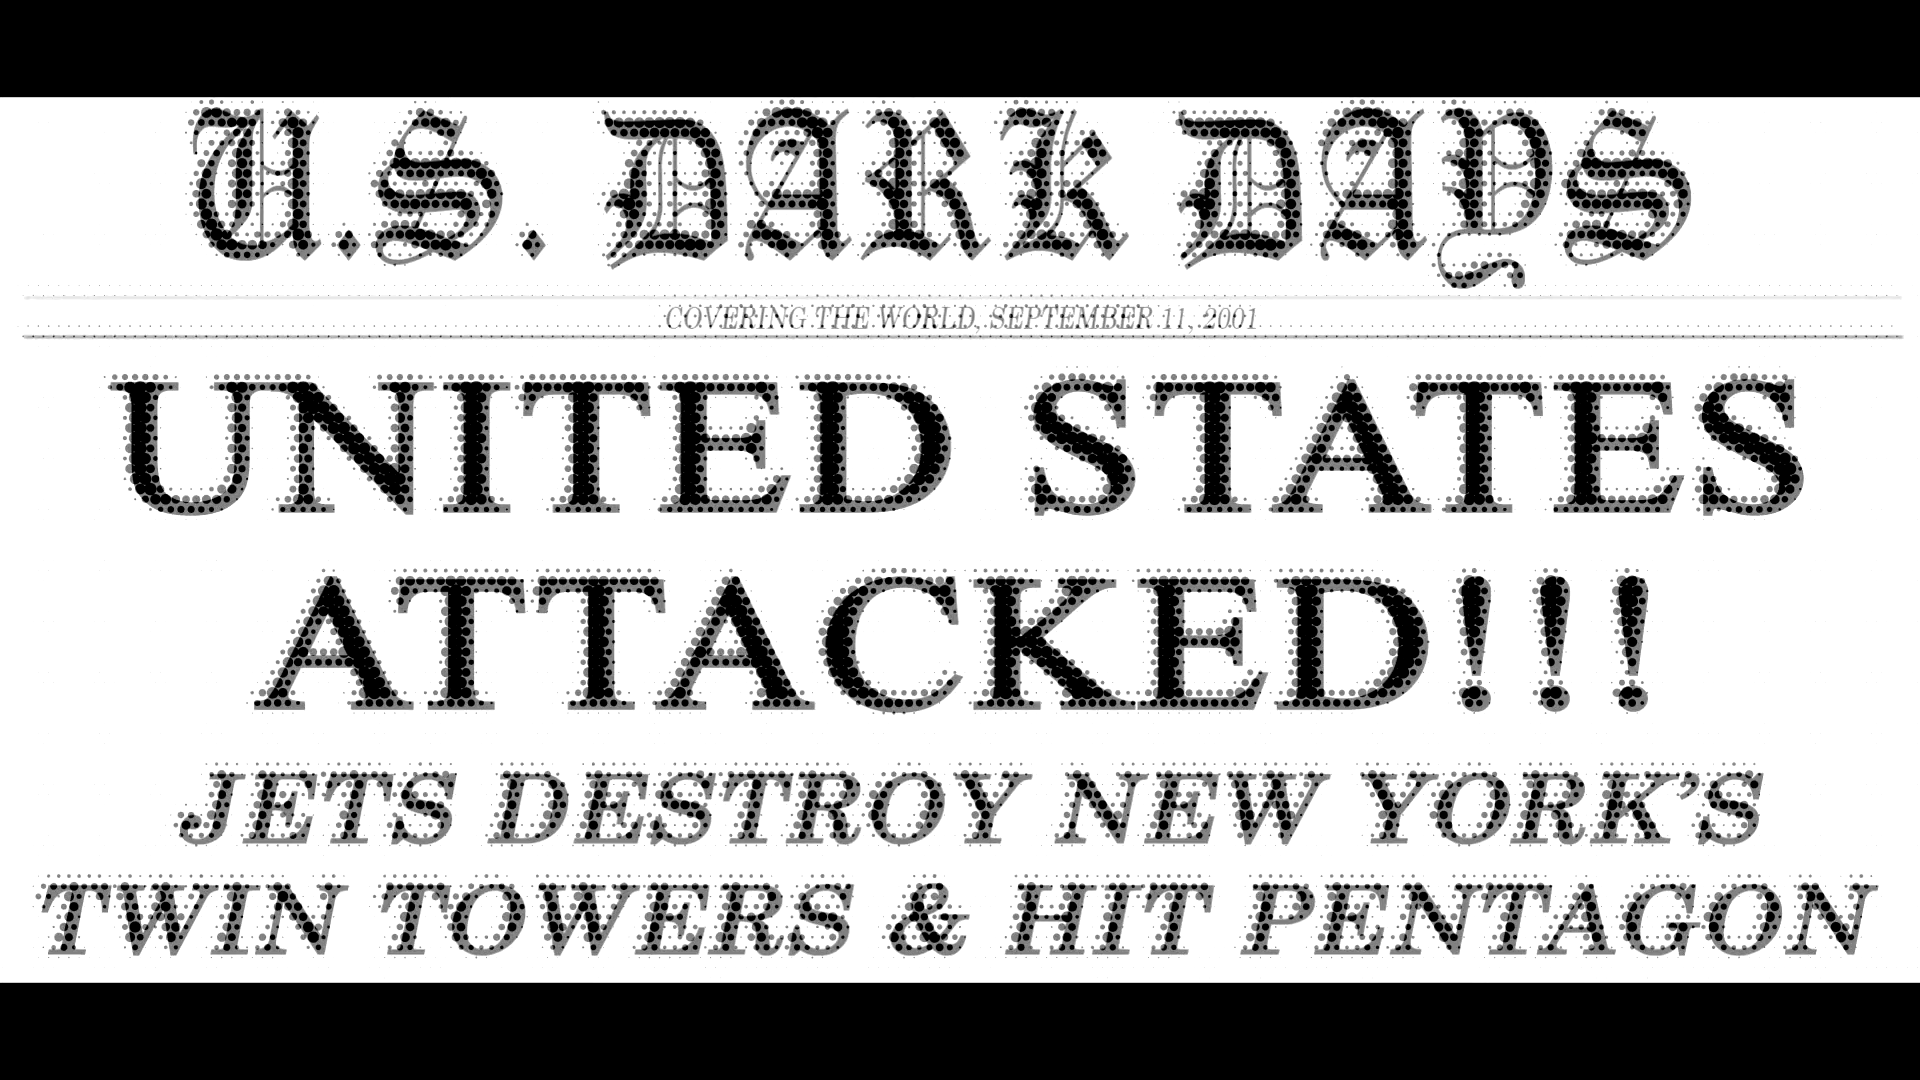 U.S. DARK DAYS
COVERING THE WORLD, SEPTEMBER 11, 2001
UNITED STATES
ATTACKED!!!
JETS DESTROY NEW YORK'S
TWIN TOWERS & HIT PENTAGON